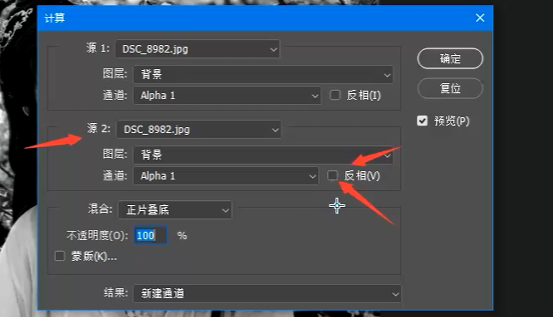 计算
源 1: DSC_8982.jpg
确定
图层: 背景
复位
通道: Alpha 1 反相(I)
预览(P)
源 2: DSC_8982.jpg
图层: 背景
通道: Alpha 1 反相(V)
混合: 正片叠底
不透明度(O): 100 %
蒙版(K)...
结果: 新建通道